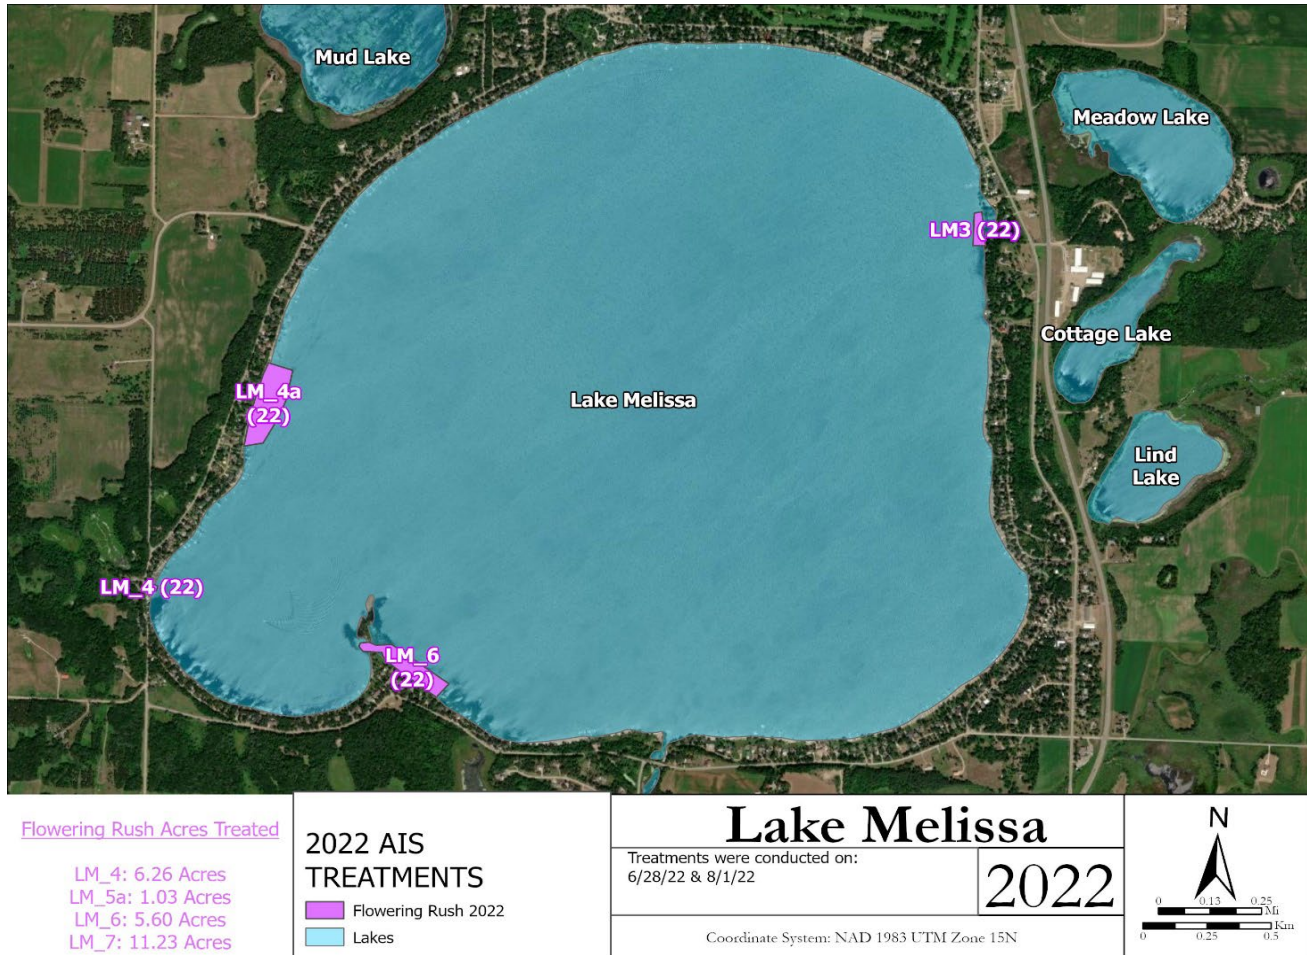 Mud Lake
Meadow Lake
LM3 (22)
Cottage Lake
LM_4a
(22)
Lake Melissa
Lind
Lake
LM_4 (22)
LM_6
(22)
Flowering Rush Acres Treated
LM_4: 6.26 Acres
LM_5a: 1.03 Acres
LM_6: 5.60 Acres
LM_7: 11.23 Acres
2022 AIS
TREATMENTS
Flowering Rush 2022
Lakes
Lake Melissa
Treatments were conducted on:
6/28/22 & 8/1/22
2022
Coordinate System: NAD 1983 UTM Zone 15N
N
0 0.13 0.25
Mi
Km
0 0.25 0.5